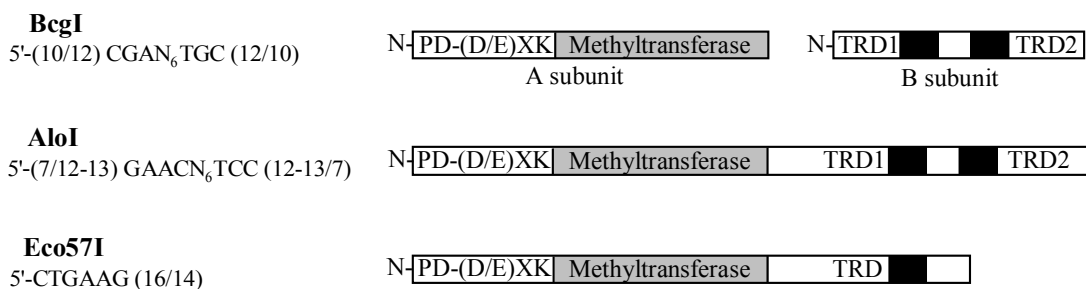 BcgI
5'-(10/12) CGAN₆TGC (12/10)
N-PD-(D/E)XK Methyltransferase
A subunit
N-TRD1 TRD2
B subunit
AloI
5'-(7/12-13) GAACN₆TCC (12-13/7)
N-PD-(D/E)XK Methyltransferase TRD1 TRD2
Eco57I
5'-CTGAAG (16/14)
N-PD-(D/E)XK Methyltransferase TRD